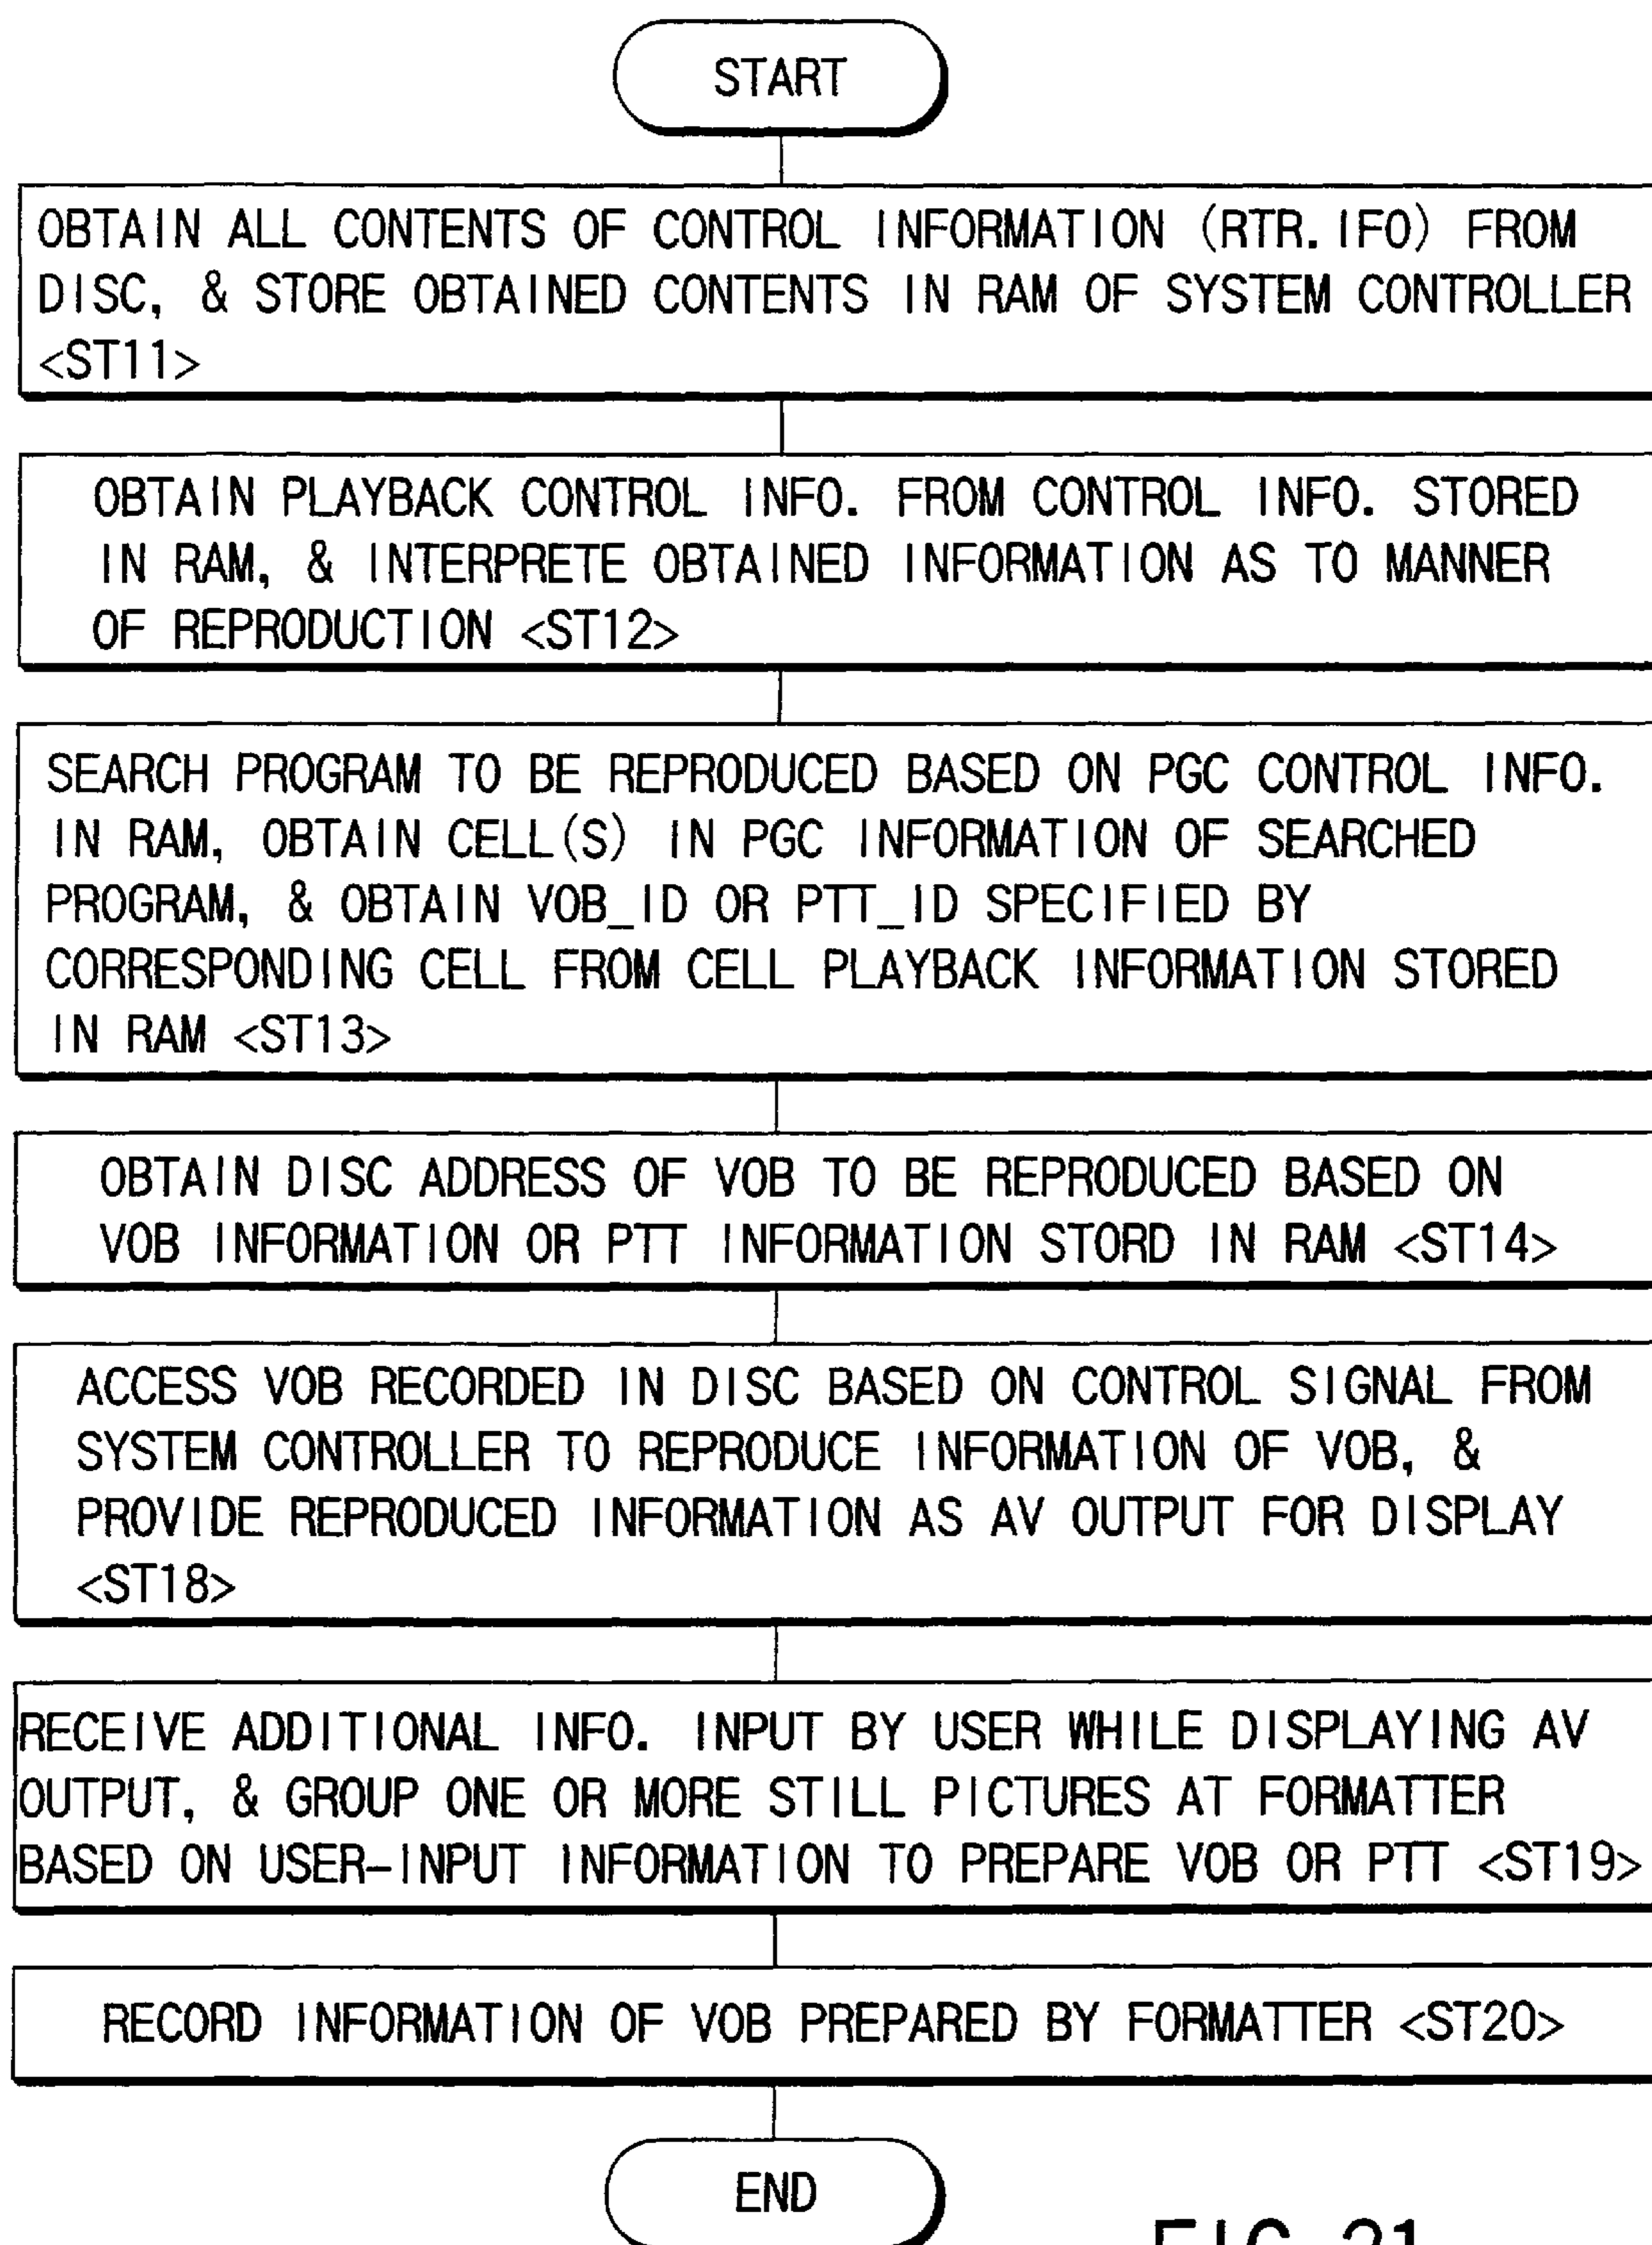 START
OBTAIN ALL CONTENTS OF CONTROL INFORMATION (RTR.IFO) FROM
DISC, & STORE OBTAINED CONTENTS IN RAM OF SYSTEM CONTROLLER
<ST11>
OBTAIN PLAYBACK CONTROL INFO. FROM CONTROL INFO. STORED
IN RAM, & INTERPRETE OBTAINED INFORMATION AS TO MANNER
OF REPRODUCTION <ST12>
SEARCH PROGRAM TO BE REPRODUCED BASED ON PGC CONTROL INFO.
IN RAM, OBTAIN CELL(S) IN PGC INFORMATION OF SEARCHED
PROGRAM, & OBTAIN VOB_ID OR PTT_ID SPECIFIED BY
CORRESPONDING CELL FROM CELL PLAYBACK INFORMATION STORED
IN RAM <ST13>
OBTAIN DISC ADDRESS OF VOB TO BE REPRODUCED BASED ON
VOB INFORMATION OR PTT INFORMATION STORD IN RAM <ST14>
ACCESS VOB RECORDED IN DISC BASED ON CONTROL SIGNAL FROM
SYSTEM CONTROLLER TO REPRODUCE INFORMATION OF VOB, &
PROVIDE REPRODUCED INFORMATION AS AV OUTPUT FOR DISPLAY
<ST18>
RECEIVE ADDITIONAL INFO. INPUT BY USER WHILE DISPLAYING AV
OUTPUT, & GROUP ONE OR MORE STILL PICTURES AT FORMATTER
BASED ON USER-INPUT INFORMATION TO PREPARE VOB OR PTT <ST19>
RECORD INFORMATION OF VOB PREPARED BY FORMATTER <ST20>
END